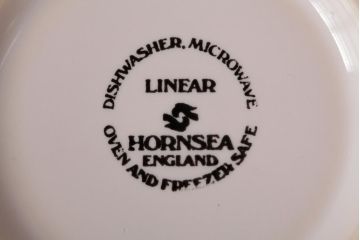 DISHWASHER, MICROWAVE
LINEAR
HORNSEA
ENGLAND
OVEN AND FREEZER SAFE